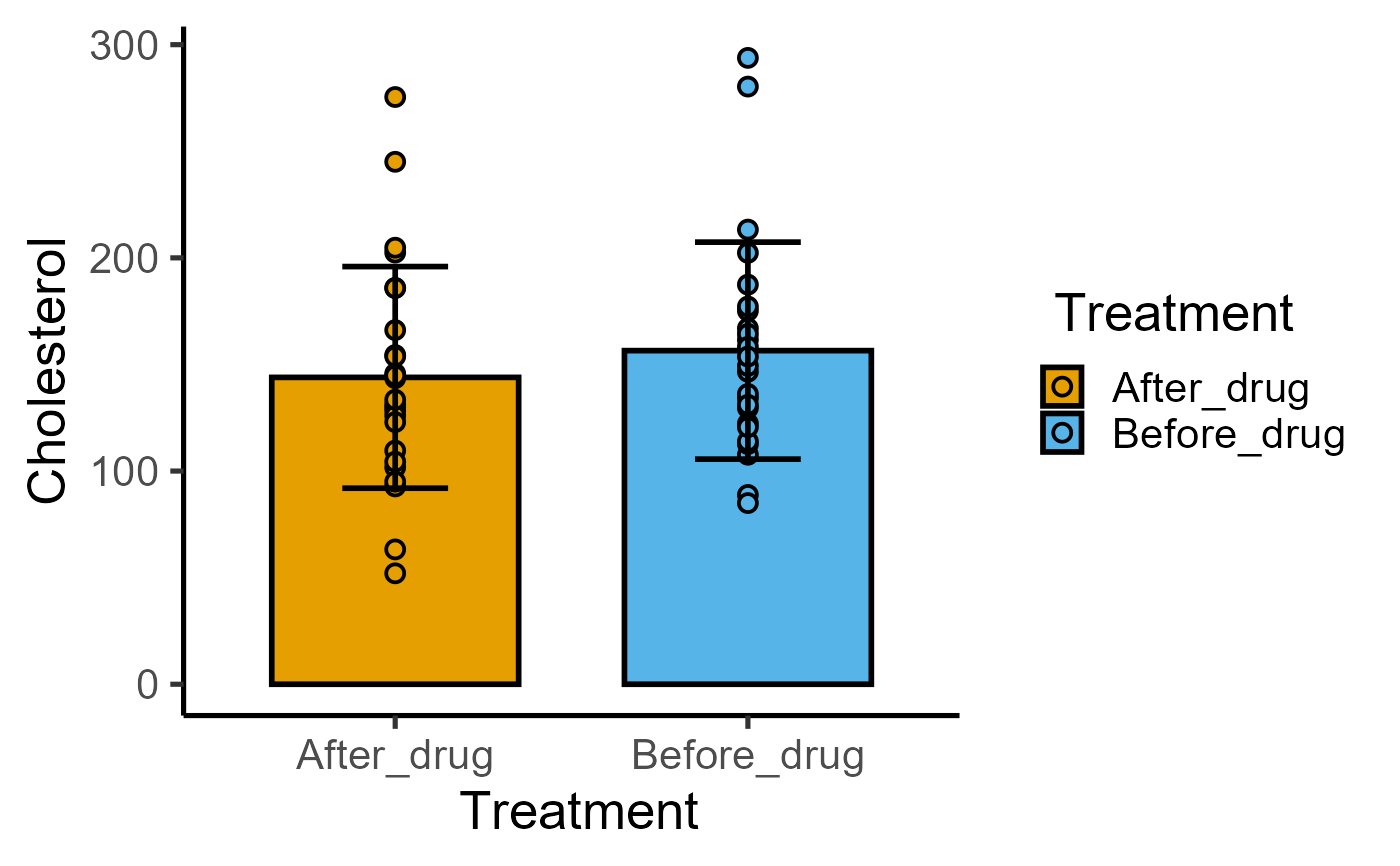 Cholesterol
300
200
100
0
After_drug
Before_drug
Treatment
Treatment
After_drug
Before_drug